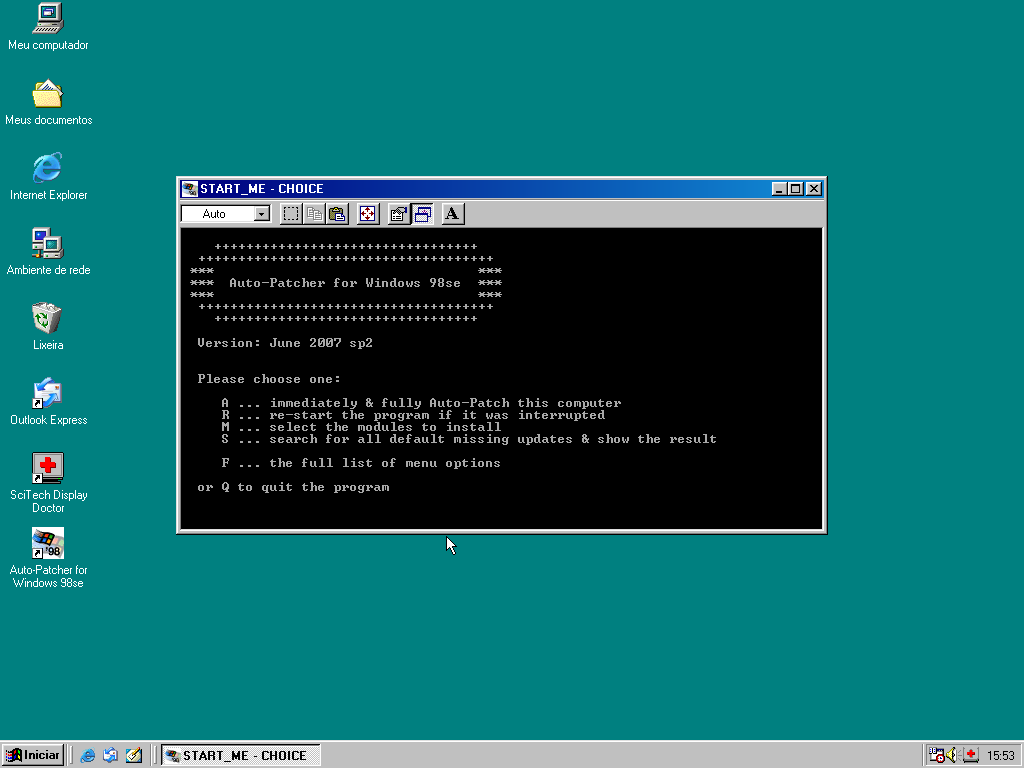 Meu computador
Meus documentos
Internet Explorer
Ambiente de rede
Lixeira
Outlook Express
SciTech Display
Doctor
'98
Auto-Patcher for
Windows 98se
START_ME - CHOICE
Auto
A
+++++++++++++++++++++++++++++++++
+++++++++++++++++++++++++++++++++++++
*** ***
*** Auto-Patcher for Windows 98se ***
*** ***
+++++++++++++++++++++++++++++++++++++
+++++++++++++++++++++++++++++++++
Version: June 2007 sp2
Please choose one:
A ... immediately & fully Auto-Patch this computer
R ... re-start the program if it was interrupted
M ... select the modules to install
S ... search for all default missing updates & show the result
F ... the full list of menu options
or Q to quit the program
Iniciar
START_ME - CHOICE
15:53